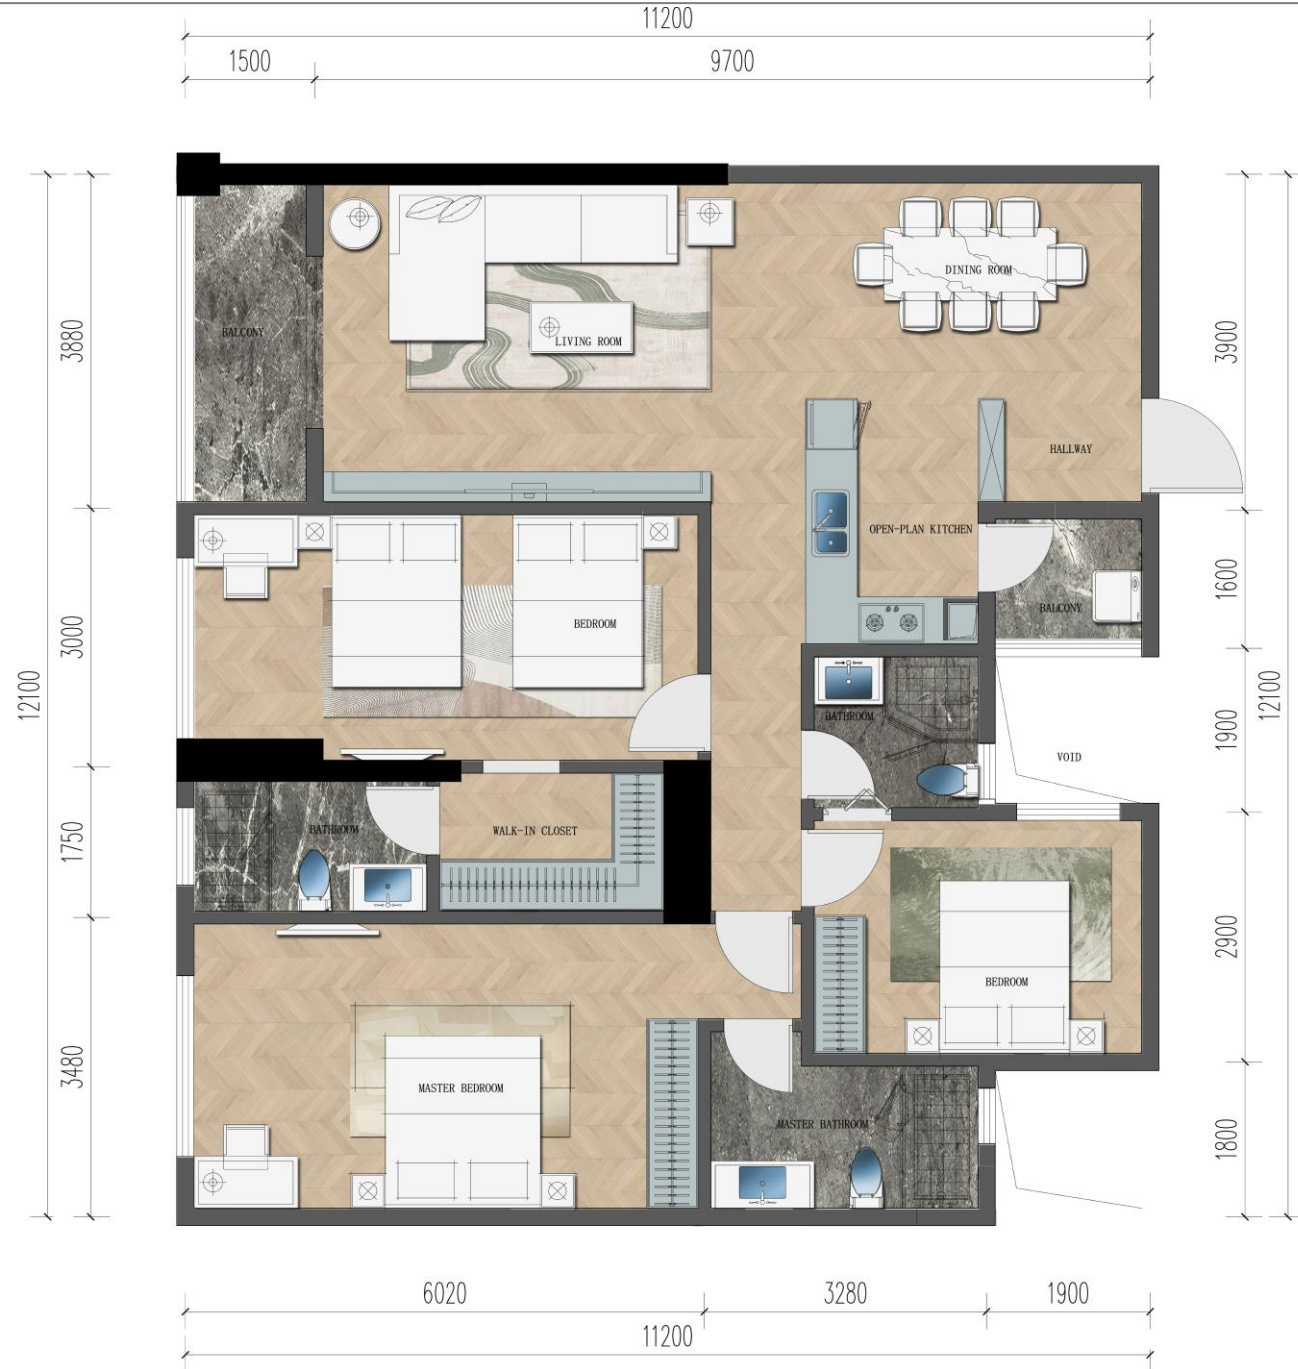 11200
1500
9700
DINING ROOM
BALCONY
LIVING ROOM
3880
3900
HALLWAY
OPEN-PLAN KITCHEN
1600
BALCONY
BEDROOM
3000
12100
12100
BATHROOM
1900
VOID
BATHROOM
WALK-IN CLOSET
1750
2900
BEDROOM
3480
MASTER BEDROOM
MASTER BATHROOM
1800
6020
3280
1900
11200